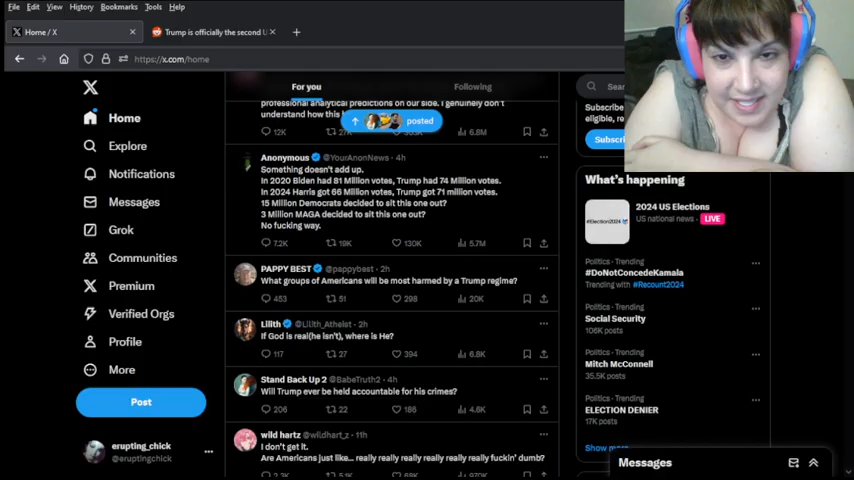 File Edit View History Bookmarks Tools Help
Home / X
Trump is officially the second U
https://x.com/home
Home
Explore
Notifications
Messages
Grok
Communities
Premium
Verified Orgs
Profile
More
Post
erupting_chick
@eruptingchick
For you
Following
professional analytical predictions on our side. I genuinely don't
understand how this
posted
12K
6.8M
Anonymous @YourAnonNews · 4h
Something doesn't add up.
In 2020 Biden had 81 Million votes, Trump had 74 Million votes.
In 2024 Harris got 66 Million votes, Trump got 71 million votes.
15 Million Democrats decided to sit this one out?
3 Million MAGA decided to sit this one out?
No fucking way.
7.2K 19K 130K 5.7M
PAPPY BEST @pappybest · 2h
What groups of Americans will be most harmed by a Trump regime?
453 51 298 20K
Lilith @Lilith_Atheist · 2h
If God is real(he isn't), where is He?
117 27 394 6.8K
Stand Back Up 2 @BabeTruth2 · 4h
Will Trump ever be held accountable for his crimes?
206 22 186 4.6K
wild hartz @wildhart_z · 11h
I don't get it.
Are Americans just like... really really really really really really fuckin' dumb?
Subscribe
eligible, re
Subscri
What's happening
#Election2024
2024 US Elections
US national news · LIVE
Politics · Trending
#DoNotConcedeKamala
Trending with #Recount2024
Politics · Trending
Social Security
106K posts
Politics · Trending
Mitch McConnell
35.5K posts
Politics · Trending
ELECTION DENIER
17K posts
Show more
Messages